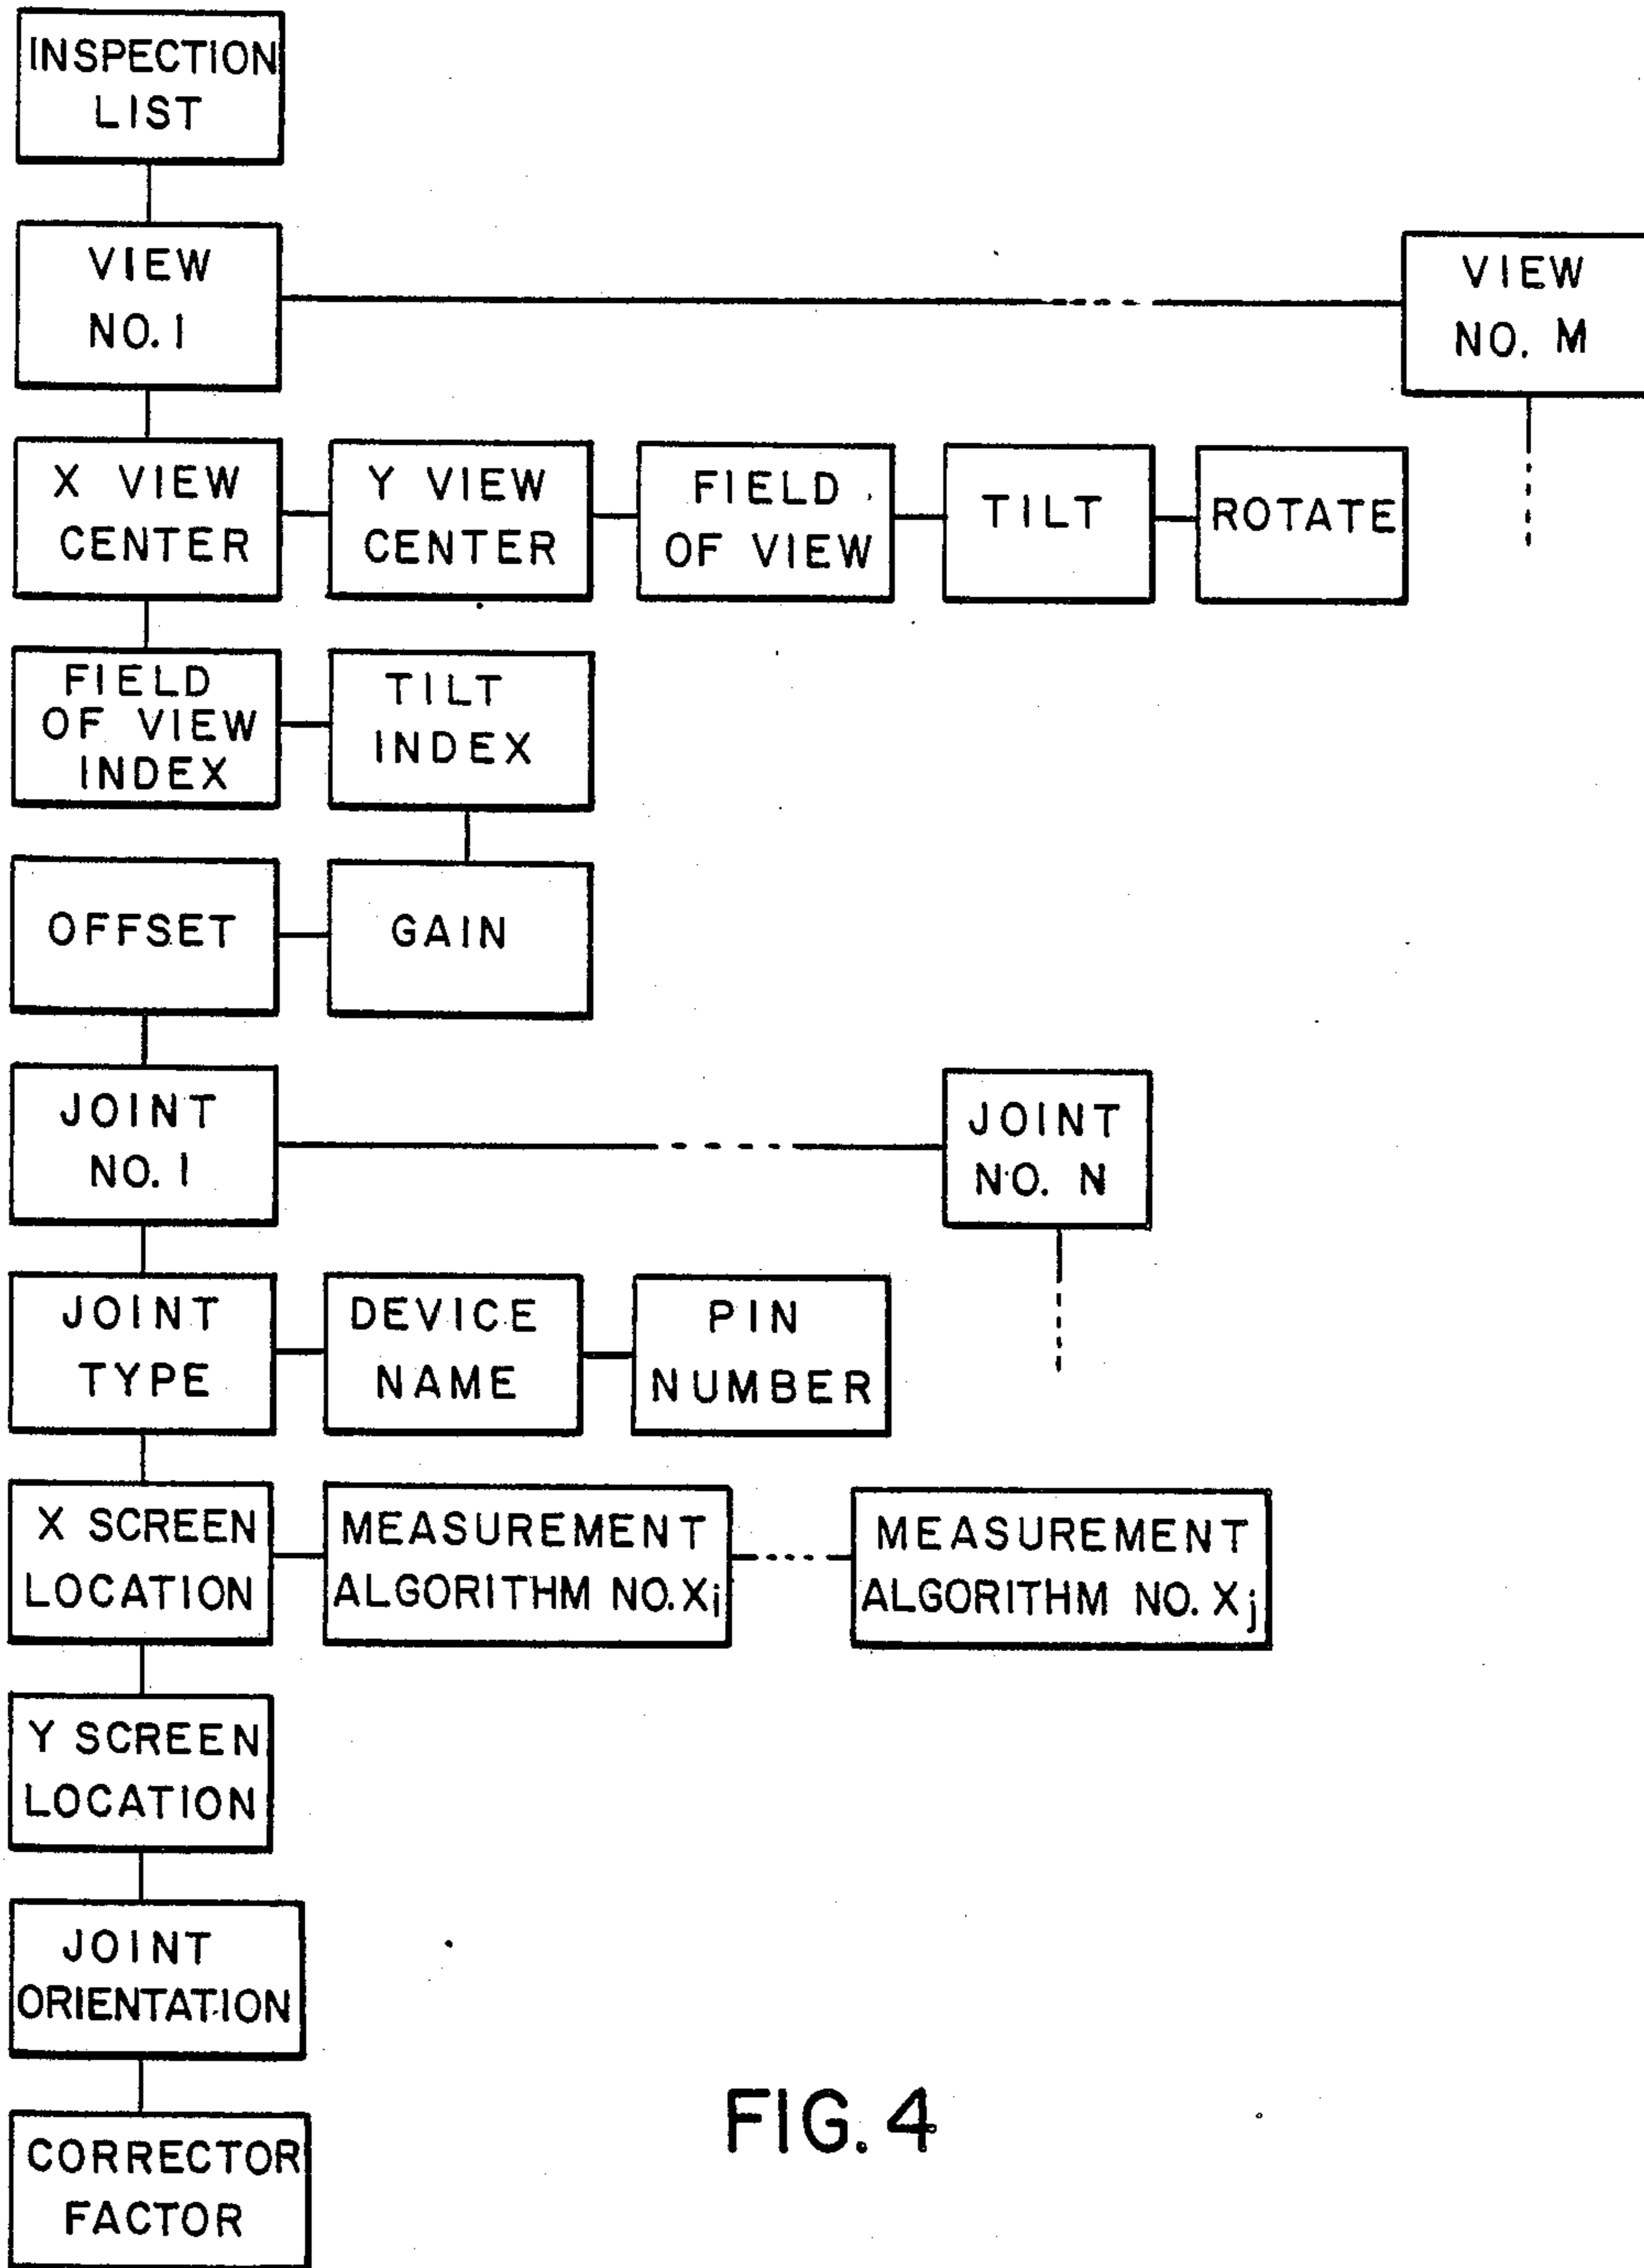 INSPECTION
LIST
VIEW
NO. 1
VIEW
NO. M
X VIEW
CENTER
Y VIEW
CENTER
FIELD
OF VIEW
TILT
ROTATE
FIELD
OF VIEW
INDEX
TILT
INDEX
OFFSET
GAIN
JOINT
NO. 1
JOINT
NO. N
JOINT
TYPE
DEVICE
NAME
PIN
NUMBER
X SCREEN
LOCATION
MEASUREMENT
ALGORITHM NO. Xi
MEASUREMENT
ALGORITHM NO. Xj
Y SCREEN
LOCATION
JOINT
ORIENTATION
CORRECTOR
FACTOR
FIG. 4